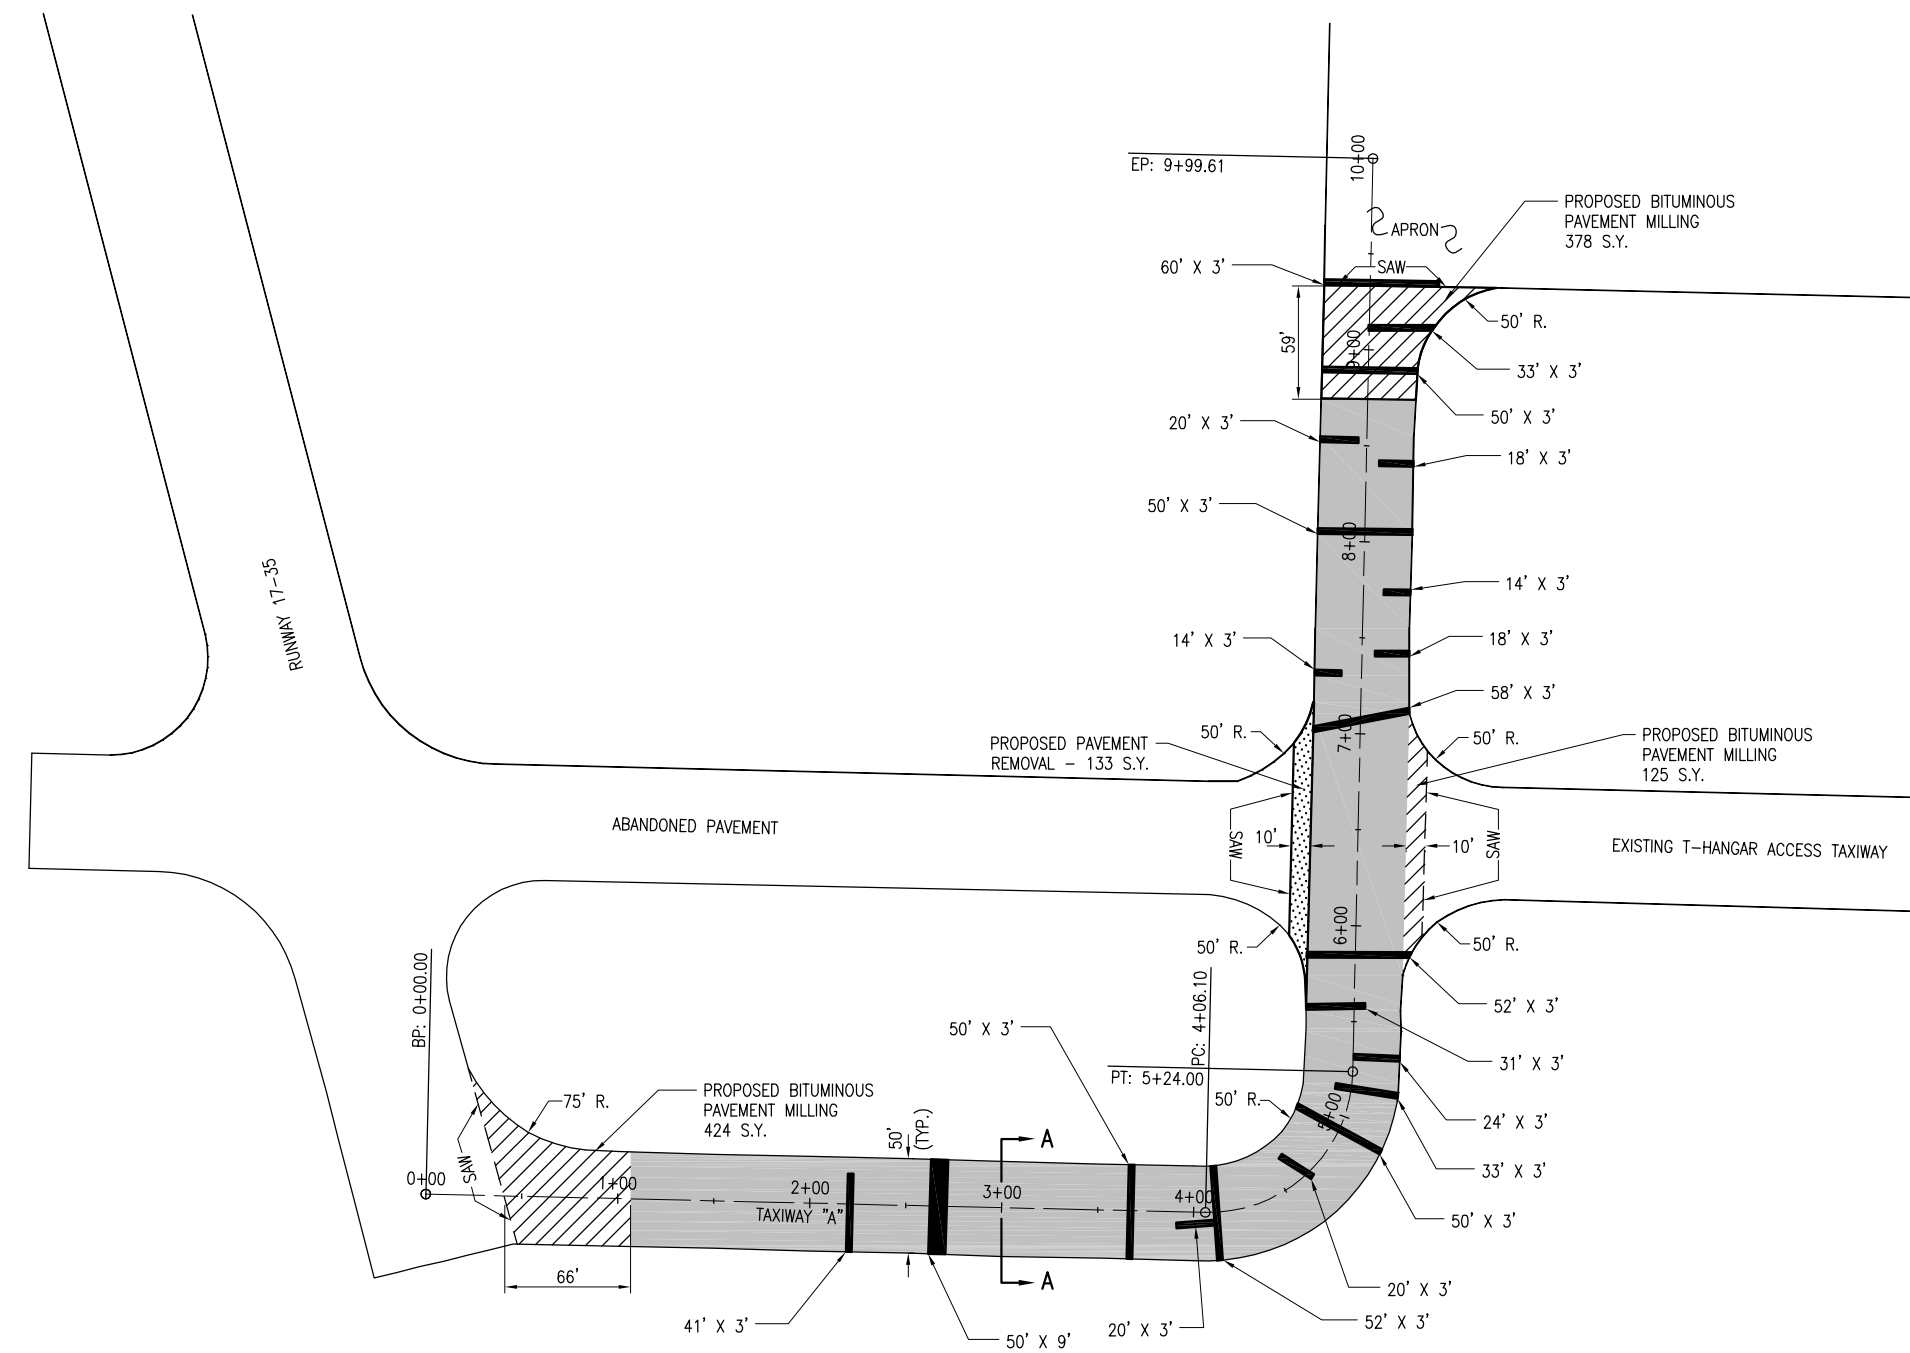 10+00
EP: 9+99.61
PROPOSED BITUMINOUS
PAVEMENT MILLING
378 S.Y.
APRON
60' X 3'
SAW
50' R.
59'
9+00
33' X 3'
50' X 3'
20' X 3'
18' X 3'
50' X 3'
8+00
RUNWAY 17-35
14' X 3'
14' X 3'
18' X 3'
58' X 3'
50' R.
7+00
50' R.
PROPOSED PAVEMENT
REMOVAL - 133 S.Y.
PROPOSED BITUMINOUS
PAVEMENT MILLING
125 S.Y.
ABANDONED PAVEMENT
SAW
10'
10'
SAW
EXISTING T-HANGAR ACCESS TAXIWAY
6+00
50' R.
50' R.
BP: 0+00.00
PC: 4+06.10
52' X 3'
50' X 3'
31' X 3'
PT: 5+24.00
PROPOSED BITUMINOUS
PAVEMENT MILLING
424 S.Y.
75' R.
50' R.
5+00
24' X 3'
50'
(TYP.)
A
33' X 3'
SAW
0+00
1+00
2+00
3+00
4+00
TAXIWAY "A"
50' X 3'
66'
A
20' X 3'
41' X 3'
50' X 9'
20' X 3'
52' X 3'